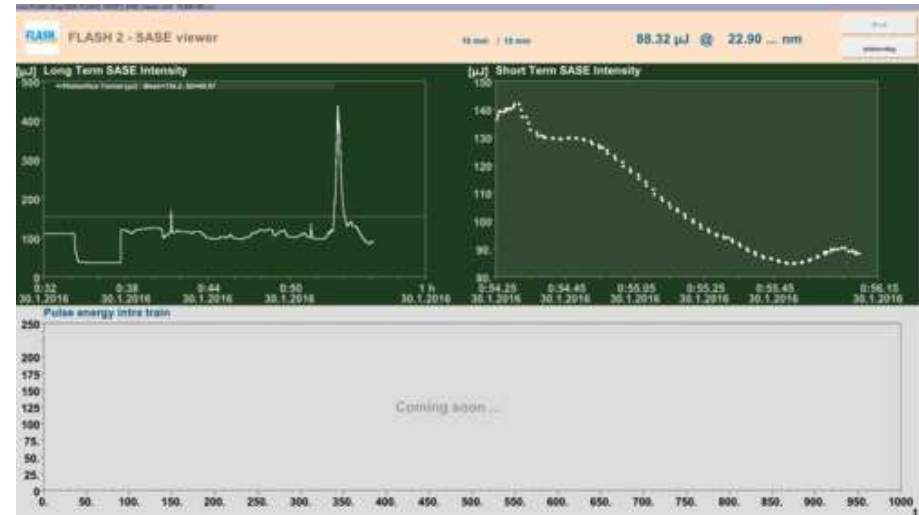 FLASH. FLASH 2 - SASE viewer 10 mm / 10 mm 88.32 µJ @ 22.90 ... nm
[µJ] Long Term SASE Intensity
500
400
300
200
100
0
0:32 0:38 0:44 0:50 1 h
30.1.2016 30.1.2016 30.1.2016 30.1.2016 30.1.2016
[µJ] Short Term SASE Intensity
150
140
130
120
110
100
90.
80.
0:54.25 0:54.45 0:55.05 0:55.25 0:55.45 0:56.15
30.1.2016 30.1.2016 30.1.2016 30.1.2016 30.1.2016 30.1.2016
Pulse energy intra train
250
200
175
150
125
100
75.
50.
25.
0.
Coming soon ...
0. 50. 100. 150. 200. 250. 300. 350. 400. 450. 500. 550. 600. 650. 700. 750. 800. 850. 900. 950. 1000